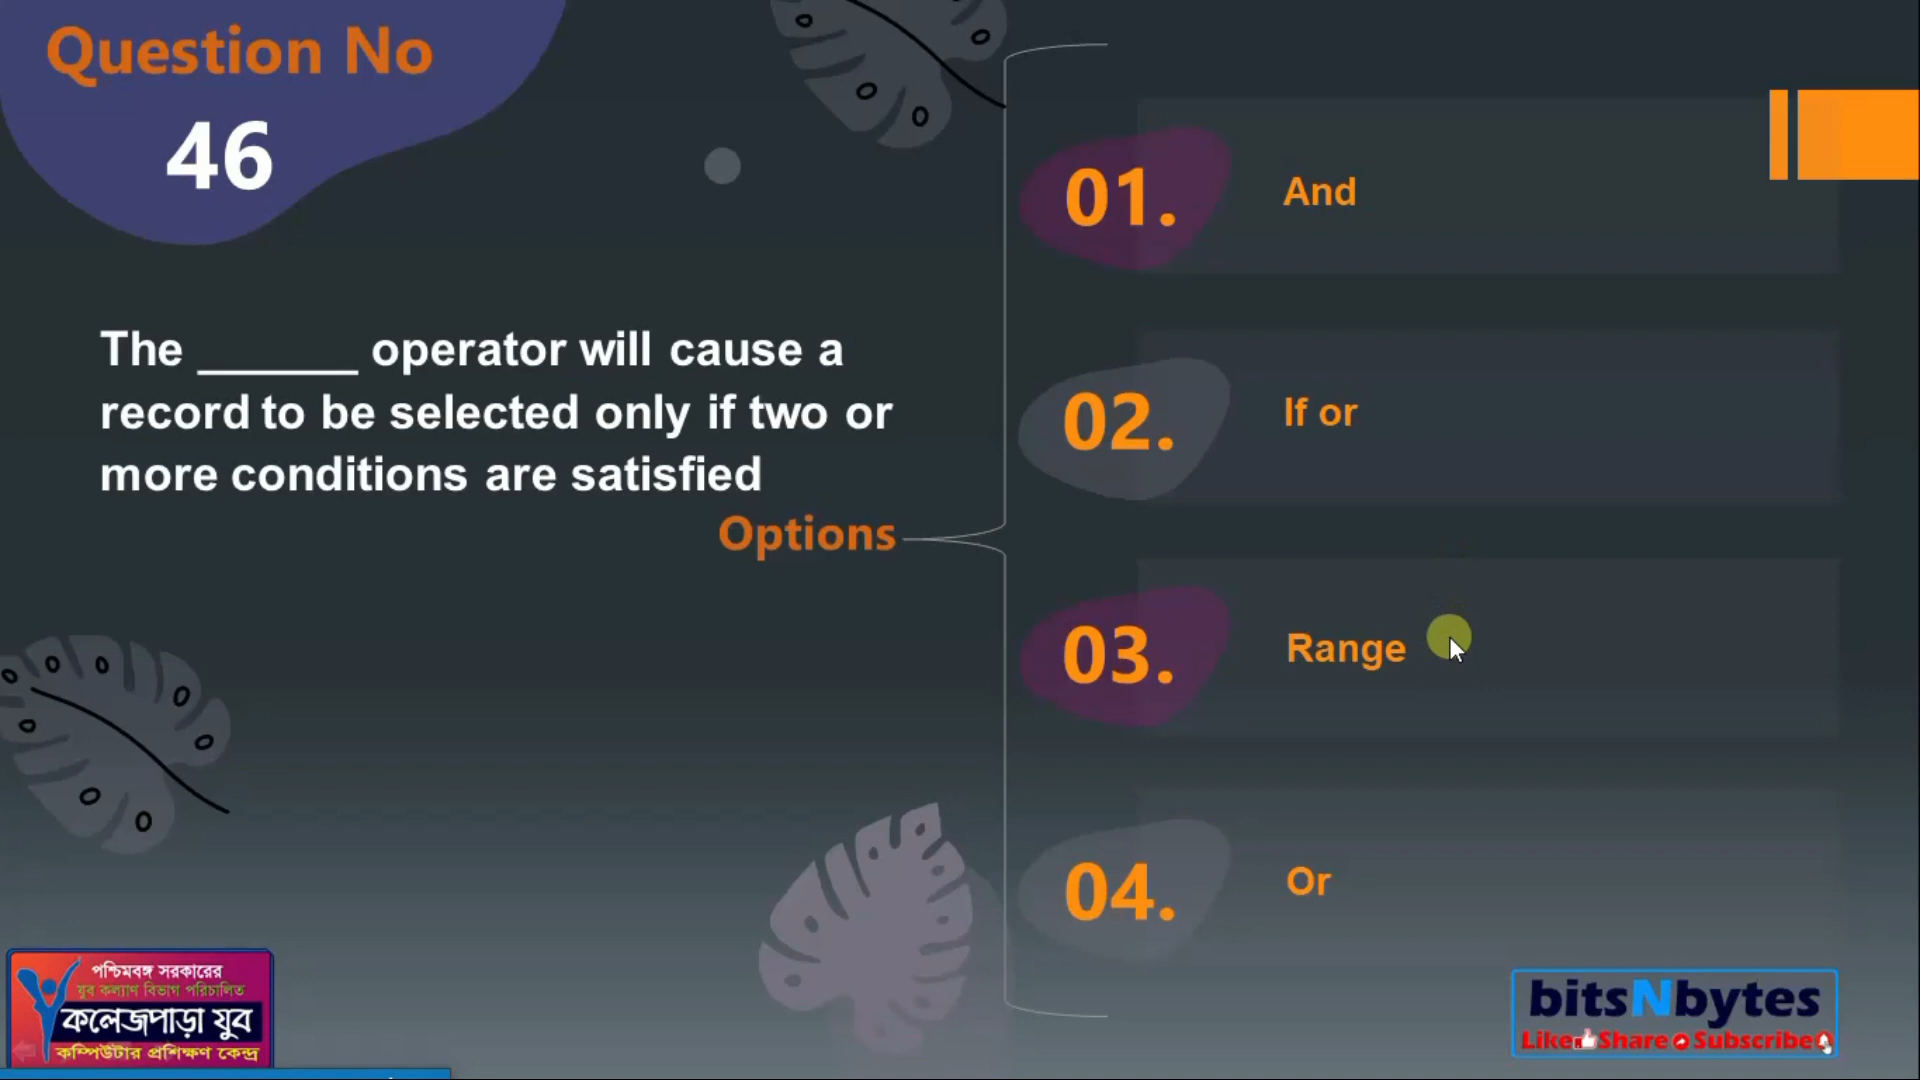 Question No
46
The ______ operator will cause a
record to be selected only if two or
more conditions are satisfied
Options
01.
And
02.
If or
03.
Range
04.
Or
পশ্চিমবঙ্গ সরকারের
যুব কল্যাণ বিভাগ পরিচালিত
কলেজপাড়া যুব
কম্পিউটার প্রশিক্ষণ কেন্দ্র
bitsNbytes
Like Share Subscribe